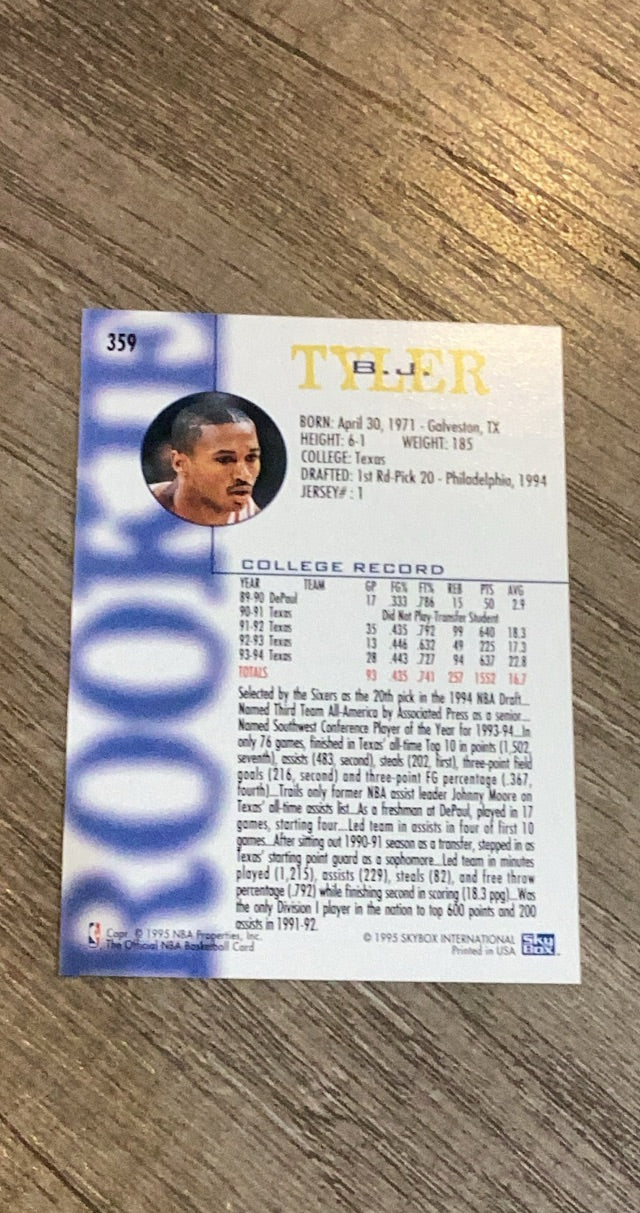 359
TYLER
B.J.
BORN: April 30, 1971 - Galveston, TX
HEIGHT: 6-1 WEIGHT: 185
COLLEGE: Texas
DRAFTED: 1st Rd-Pick 20 - Philadelphia, 1994
JERSEY# : 1
ROOKIE
COLLEGE RECORD
YEAR TEAM GP FG% FT% REB PTS AVG
89-90 DePaul 17 .333 .786 15 50 2.9
90-91 Texas Did Not Play-Transfer Student
91-92 Texas 35 .435 .792 99 640 18.3
92-93 Texas 13 .446 .632 49 225 17.3
93-94 Texas 28 .443 .727 94 637 22.8
TOTALS 93 .435 .741 257 1552 16.7
Selected by the Sixers as the 20th pick in the 1994 NBA Draft...
Named Third Team All-America by Associated Press as a senior...
Named Southwest Conference Player of the Year for 1993-94...In
only 76 games, finished in Texas' all-time Top 10 in points (1,502,
seventh), assists (483, second), steals (202, first), three-point field
goals (216, second) and three-point FG percentage (.367,
fourth)...Trails only former NBA assist leader Johnny Moore on
Texas' all-time assists list...As a freshman at DePaul, played in 17
games, starting four...Led team in assists in four of first 10
games...After sitting out 1990-91 season as a transfer, stepped in as
Texas' starting point guard as a sophomore...Led team in minutes
played (1,215), assists (229), steals (82), and free throw
percentage (.792) while finishing second in scoring (18.3 ppg)...Was
the only Division I player in the nation to top 600 points and 200
assists in 1991-92.
Copr. © 1995 NBA Properties, Inc.
The Official NBA Basketball Card
© 1995 SKYBOX INTERNATIONAL
Printed in USA
SkyBox